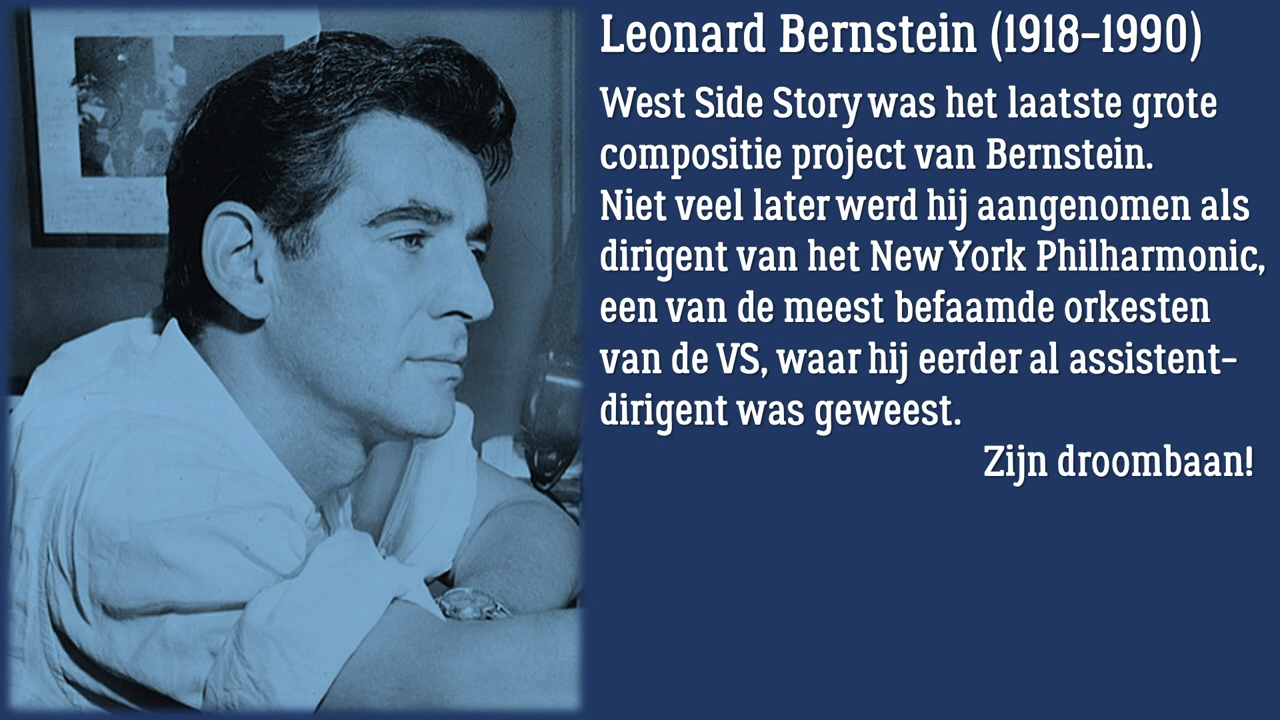 Leonard Bernstein (1918-1990)
West Side Story was het laatste grote
compositie project van Bernstein.
Niet veel later werd hij aangenomen als
dirigent van het New York Philharmonic,
een van de meest befaamde orkesten
van de VS, waar hij eerder al assistent-
dirigent was geweest.
Zijn droombaan!